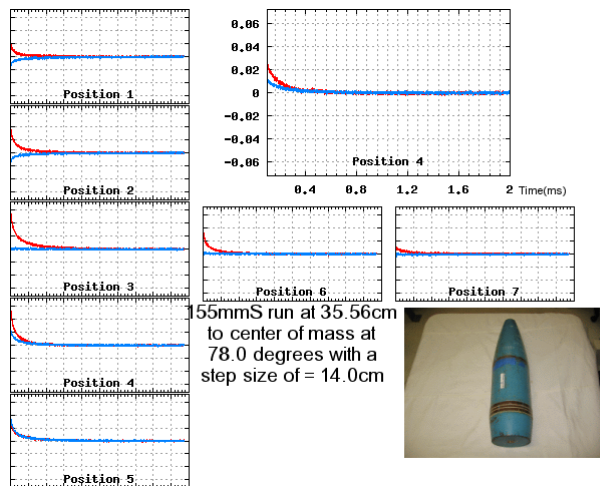 Position 1
Position 2
Position 3
Position 4
Position 5
0.06
0.04
0.02
0
-0.02
-0.04
-0.06
Position 4
0.4 0.8 1.2 1.6 2 Time(ms)
Position 6
Position 7
155mmS run at 35.56cm
to center of mass at
78.0 degrees with a
step size of = 14.0cm